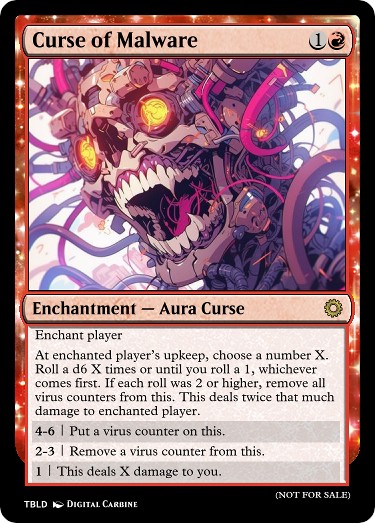 Curse of Malware 1
Enchantment — Aura Curse
Enchant player
At enchanted player's upkeep, choose a number X.
Roll a d6 X times or until you roll a 1, whichever
comes first. If each roll was 2 or higher, remove all
virus counters from this. This deals twice that much
damage to enchanted player.
4-6 | Put a virus counter on this.
2-3 | Remove a virus counter from this.
1 | This deals X damage to you.
TBLD Digital Carbine
(NOT FOR SALE)